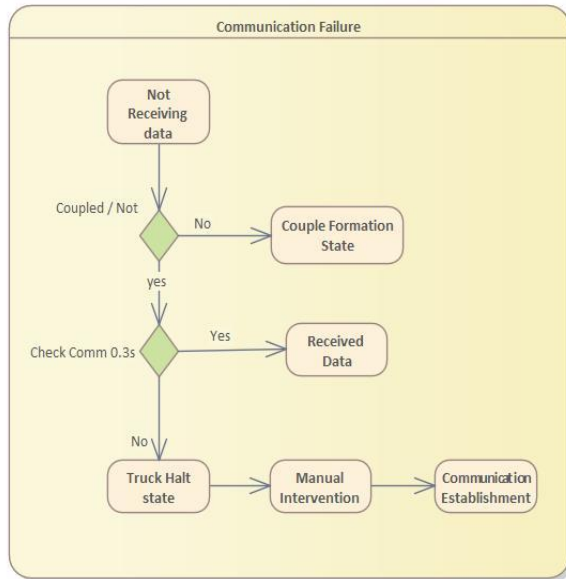 Communication Failure
Not
Receiving
data
Coupled / Not
No
Couple Formation
State
yes
Check Comm 0.3s
Yes
Received
Data
No
Truck Halt
state
Manual
Intervention
Communication
Establishment